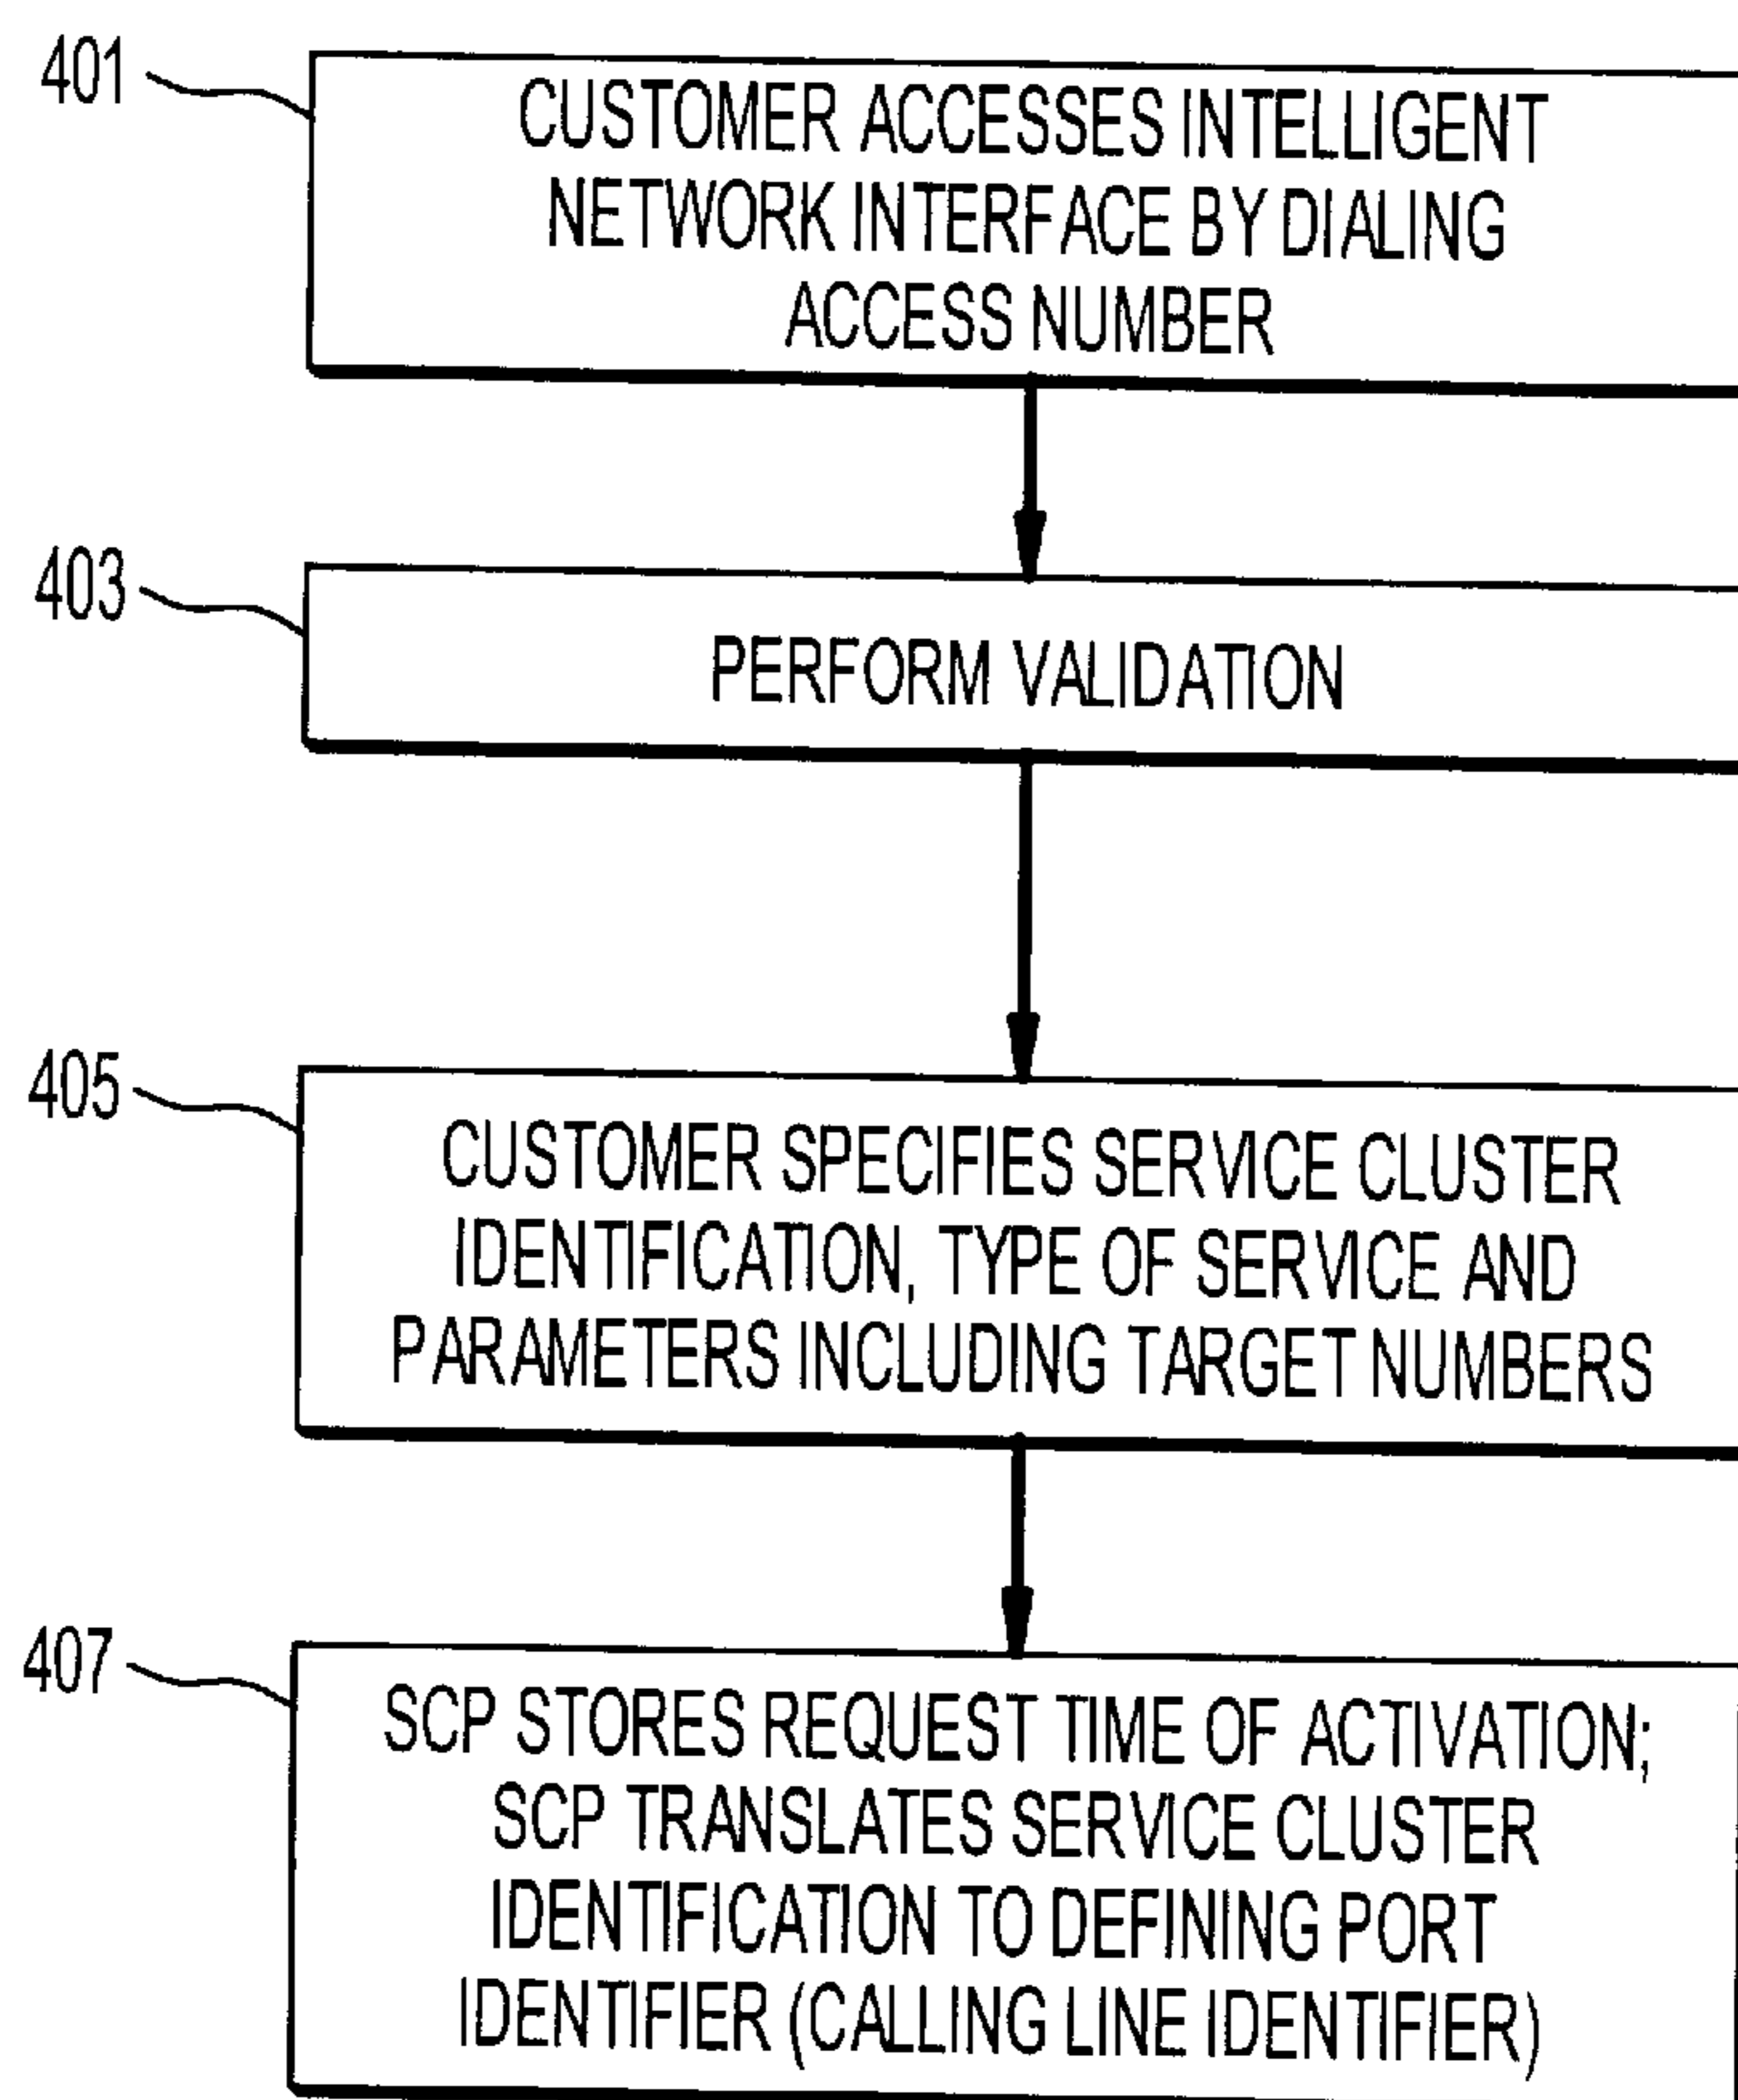 401
CUSTOMER ACCESSES INTELLIGENT
NETWORK INTERFACE BY DIALING
ACCESS NUMBER
403
PERFORM VALIDATION
405
CUSTOMER SPECIFIES SERVICE CLUSTER
IDENTIFICATION, TYPE OF SERVICE AND
PARAMETERS INCLUDING TARGET NUMBERS
407
SCP STORES REQUEST TIME OF ACTIVATION;
SCP TRANSLATES SERVICE CLUSTER
IDENTIFICATION TO DEFINING PORT
IDENTIFIER (CALLING LINE IDENTIFIER)